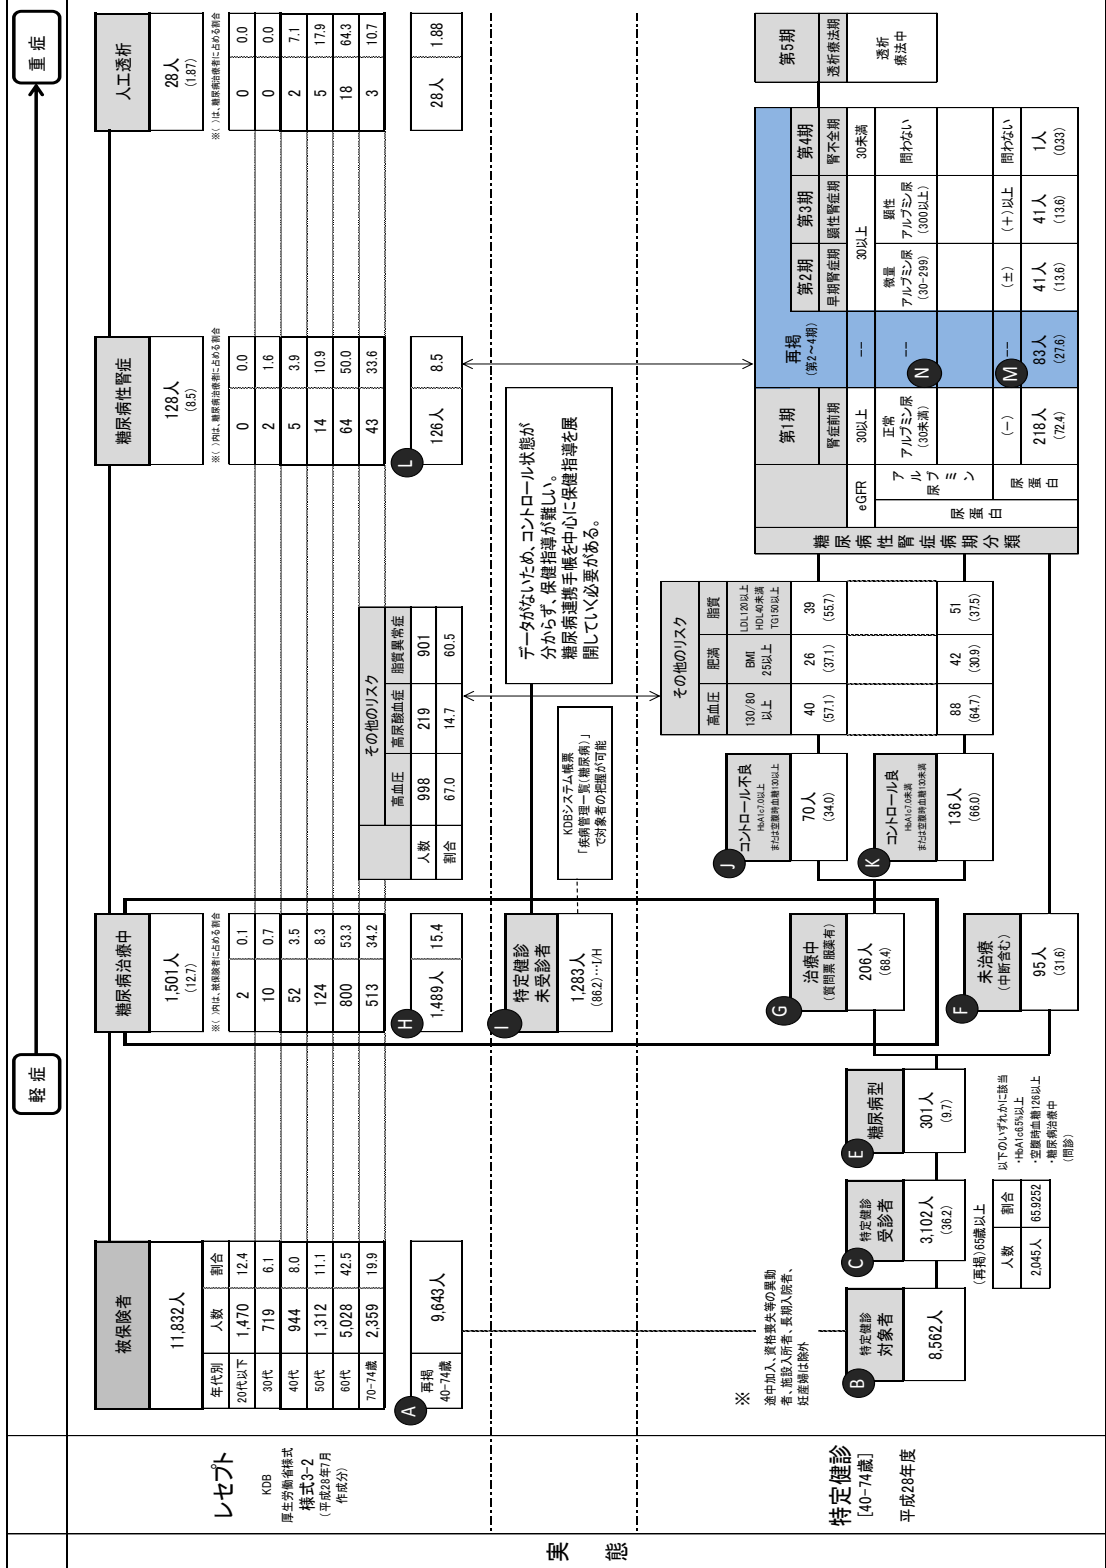 実態
軽症
重症
レセプト
KDB
厚生労働省様式
様式3-2
(平成28年7月
作成分)
被保険者
11,832人
年代別 人数 割合
20代以下 1,470 12.4
30代 719 6.1
40代 944 8.0
50代 1,312 11.1
60代 5,028 42.5
70-74歳 2,359 19.9
A
再掲
40-74歳
9,643人
糖尿病治療中
1,501人
(12.7)
※( )内は、被保険者に占める割合
2 0.1
10 0.7
52 3.5
124 8.3
800 53.3
513 34.2
H
1,489人 15.4
その他のリスク
高血圧 高尿酸血症 脂質異常症
人数 998 219 901
割合 67.0 14.7 60.5
糖尿病性腎症
128人
(8.5)
※( )内は、糖尿病治療者に占める割合
0 0.0
2 1.6
5 3.9
14 10.9
64 50.0
43 33.6
L
126人 8.5
人工透析
28人
(1.87)
※( )は、糖尿病治療者に占める割合
0 0.0
0 0.0
2 7.1
5 17.9
18 64.3
3 10.7
28人 1.88
I
特定健診
未受診者
1,283人
(86.2)…I/H
KDBシステム帳票
「疾病管理一覧(糖尿病)」
で対象者の把握が可能
データがないため、コントロール状態が
分からず、保健指導が難しい。
糖尿病連携手帳を中心に保健指導を展
開していく必要がある。
特定健診
[40-74歳]
平成28年度
※
途中加入、資格喪失等の異動
者、施設入所者、長期入院者、
妊産婦は除外
B
特定健診
対象者
8,562人
C
特定健診
受診者
3,102人
(36.2)
(再掲)65歳以上
人数 割合
2,045人 65.9252
E
糖尿病型
301人
(9.7)
以下のいずれかに該当
・HbA1c6.5%以上
・空腹時血糖126以上
・糖尿病治療中
(問診)
G
治療中
(質問票 服薬有)
206人
(68.4)
F
未治療
(中断含む)
95人
(31.6)
J
コントロール不良
HbA1c7.0以上
または空腹時血糖130以上
70人
(34.0)
K
コントロール良
HbA1c7.0未満
または空腹時血糖130未満
136人
(66.0)
その他のリスク
高血圧 肥満 脂質
130/80
以上
BMI
25以上
LDL120以上
HDL40未満
TG150以上
40 26 39
(57.1) (37.1) (55.7)
88 42 51
(64.7) (30.9) (37.5)
糖尿病性腎症病期分類
第1期 再掲
(第2~4期)
第2期 第3期 第4期 第5期
腎症前期 早期腎症期 顕性腎症期 腎不全期 透析療法期
eGFR 30以上 -- 30以上 30未満
尿蛋白
尿アルブミン
正常
アルブミン尿
(30未満)
--
N
微量
アルブミン尿
(30-299)
顕性
アルブミン尿
(300以上)
問わない
透析
療法中
尿蛋白 (-) -- (±) (+)以上 問わない
M
218人 83人 41人 41人 1人
(72.4) (27.6) (13.6) (13.6) (0.33)